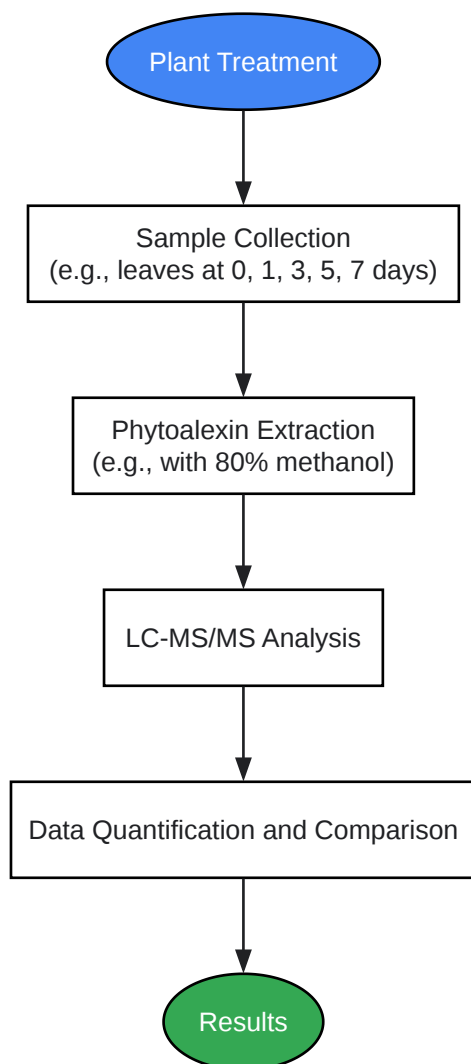 Plant Treatment
Sample Collection
(e.g., leaves at 0, 1, 3, 5, 7 days)
Phytoalexin Extraction
(e.g., with 80% methanol)
LC-MS/MS Analysis
Data Quantification and Comparison
Results